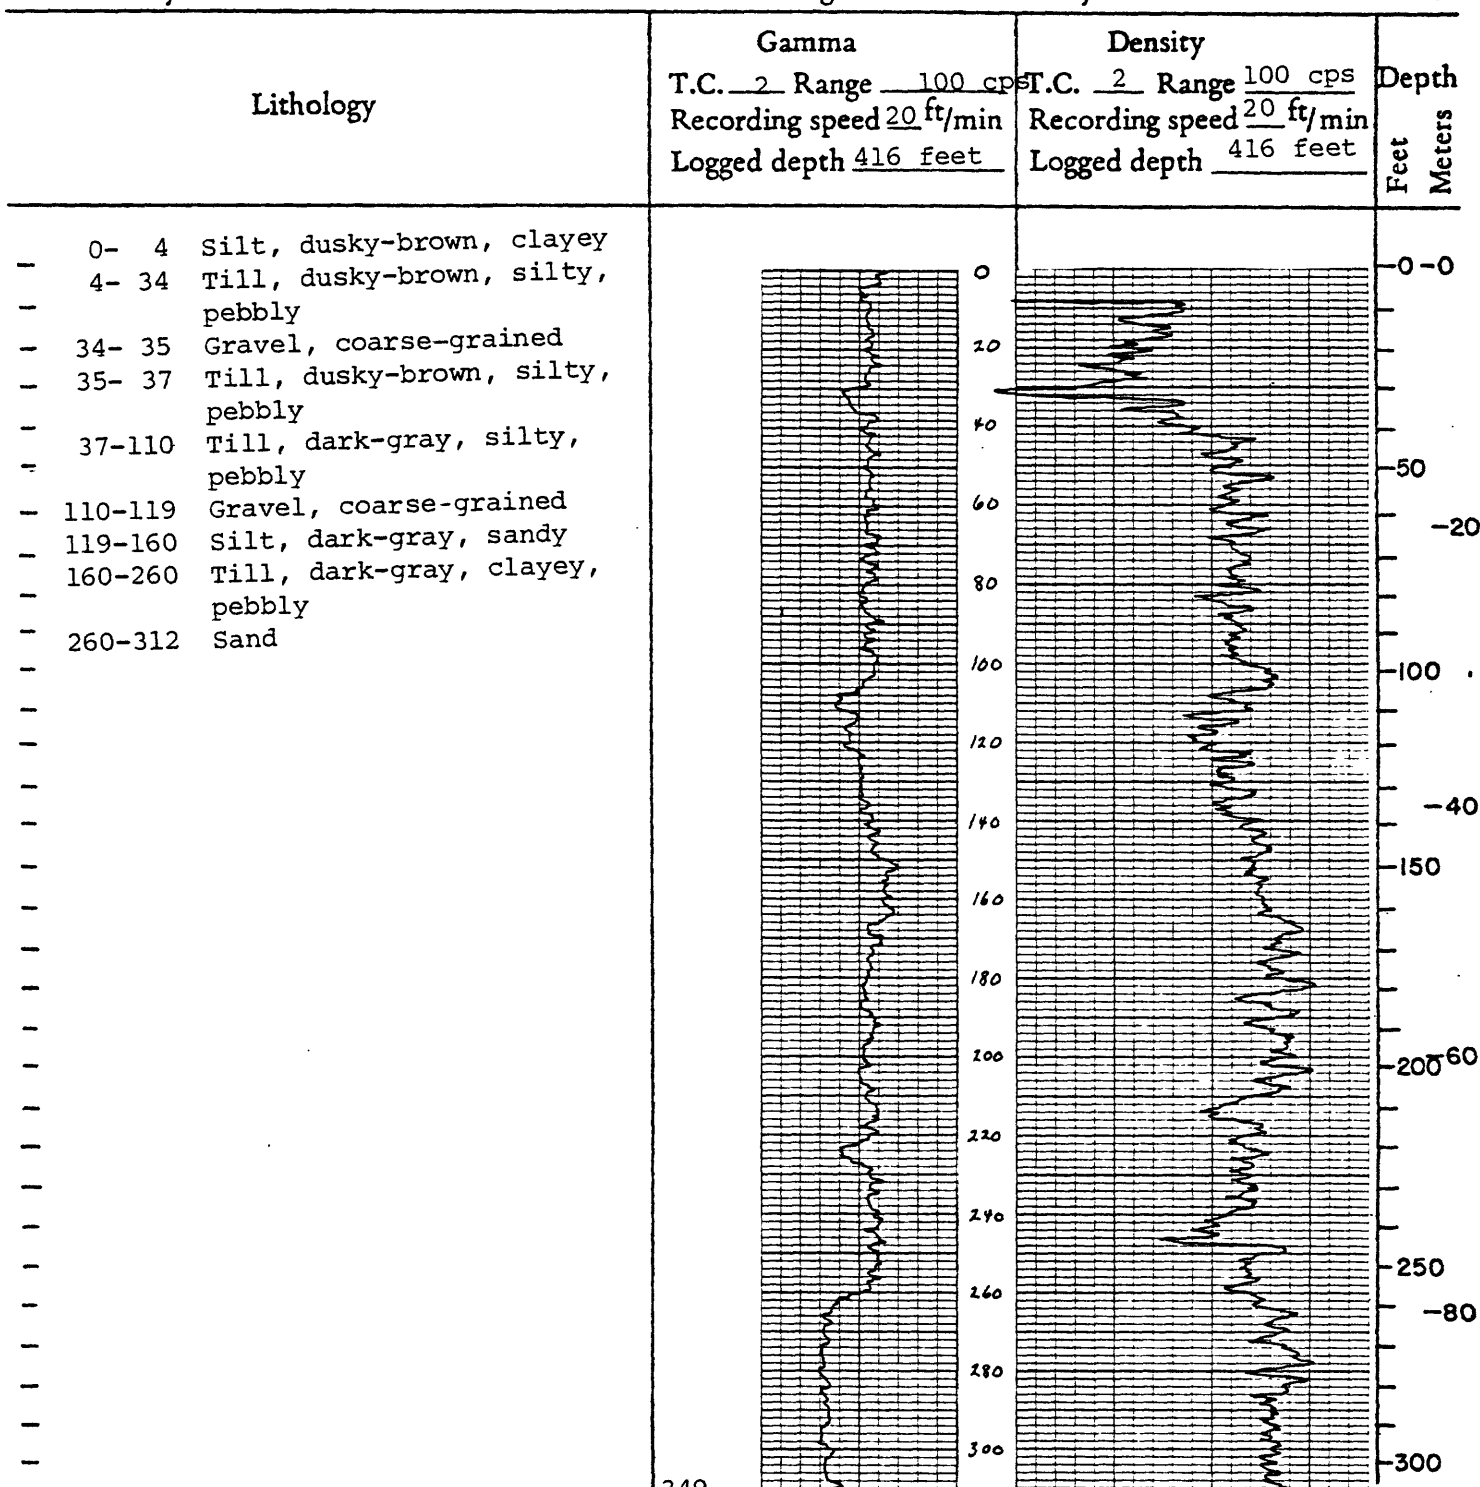 Lithology
Gamma
T.C. 2 Range 100 cps
Recording speed 20 ft/min
Logged depth 416 feet
Density
T.C. 2 Range 100 cps
Recording speed 20 ft/min
Logged depth 416 feet
Depth
Feet
Meters
0- 4 Silt, dusky-brown, clayey
4- 34 Till, dusky-brown, silty,
pebbly
34- 35 Gravel, coarse-grained
35- 37 Till, dusky-brown, silty,
pebbly
37-110 Till, dark-gray, silty,
pebbly
110-119 Gravel, coarse-grained
119-160 Silt, dark-gray, sandy
160-260 Till, dark-gray, clayey,
pebbly
260-312 Sand
0
20
40
60
80
100
120
140
160
180
200
220
240
260
280
300
0
50
100
150
200
250
300
0
20
40
60
80